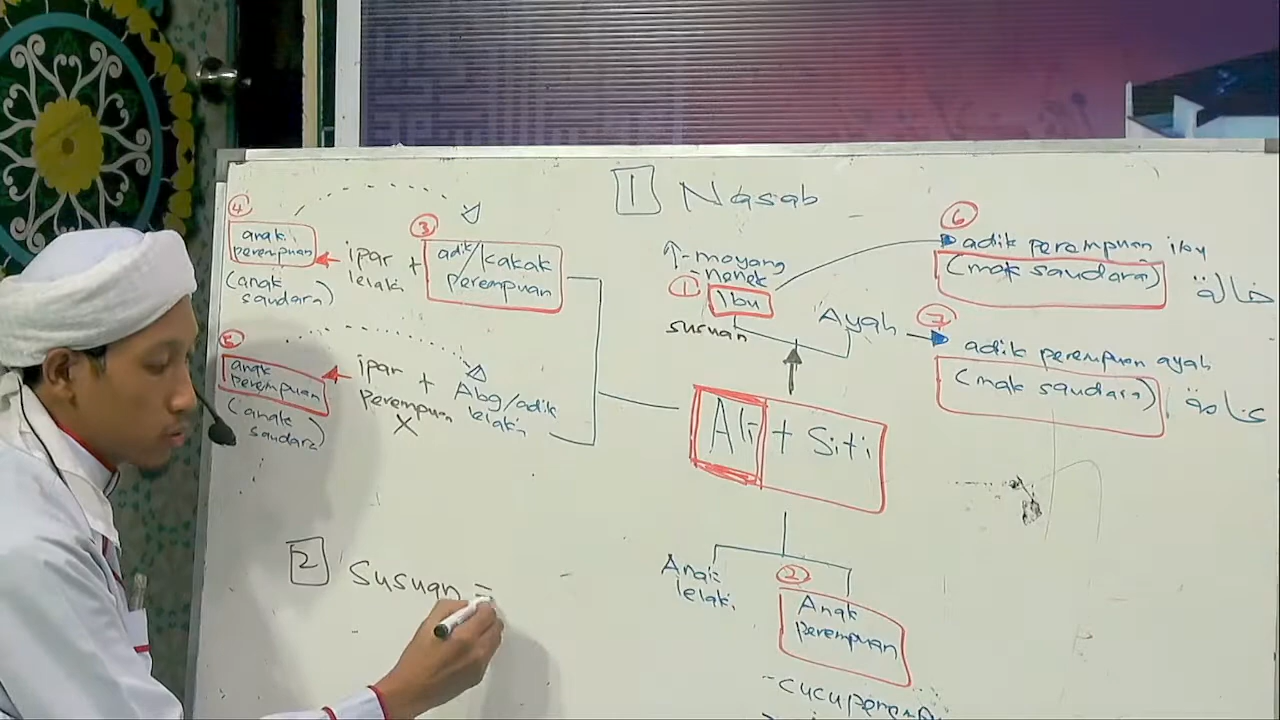 1 Nasab
4
anak
perempuan
(anak
saudara)
ipar
lelaki
+
3
adik/kakak
perempuan
5
anak
perempuan
(anak
saudara)
ipar
perempuan
X
+
Abg/adik
lelaki
↑-moyang
-nenek
1 Ibu
susuan
Ayah
6
adik perempuan ibu
(mak saudara)
خالة
7
adik perempuan ayah
(mak saudara)
عامة
Ali + Siti
Anak
lelaki
2
Anak
perempuan
-cucu
2 Susuan =